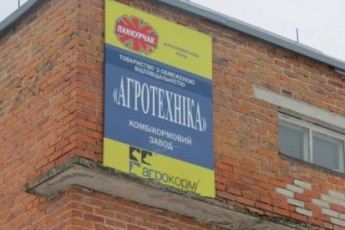 ПАНКУРЧАК
ТОВАРИСТВО З ОБМЕЖЕНОЮ
ВІДПОВІДАЛЬНІСТЮ
«АГРОТЕХНІКА»
КОМБІКОРМОВИЙ
ЗАВОД
агрокорм